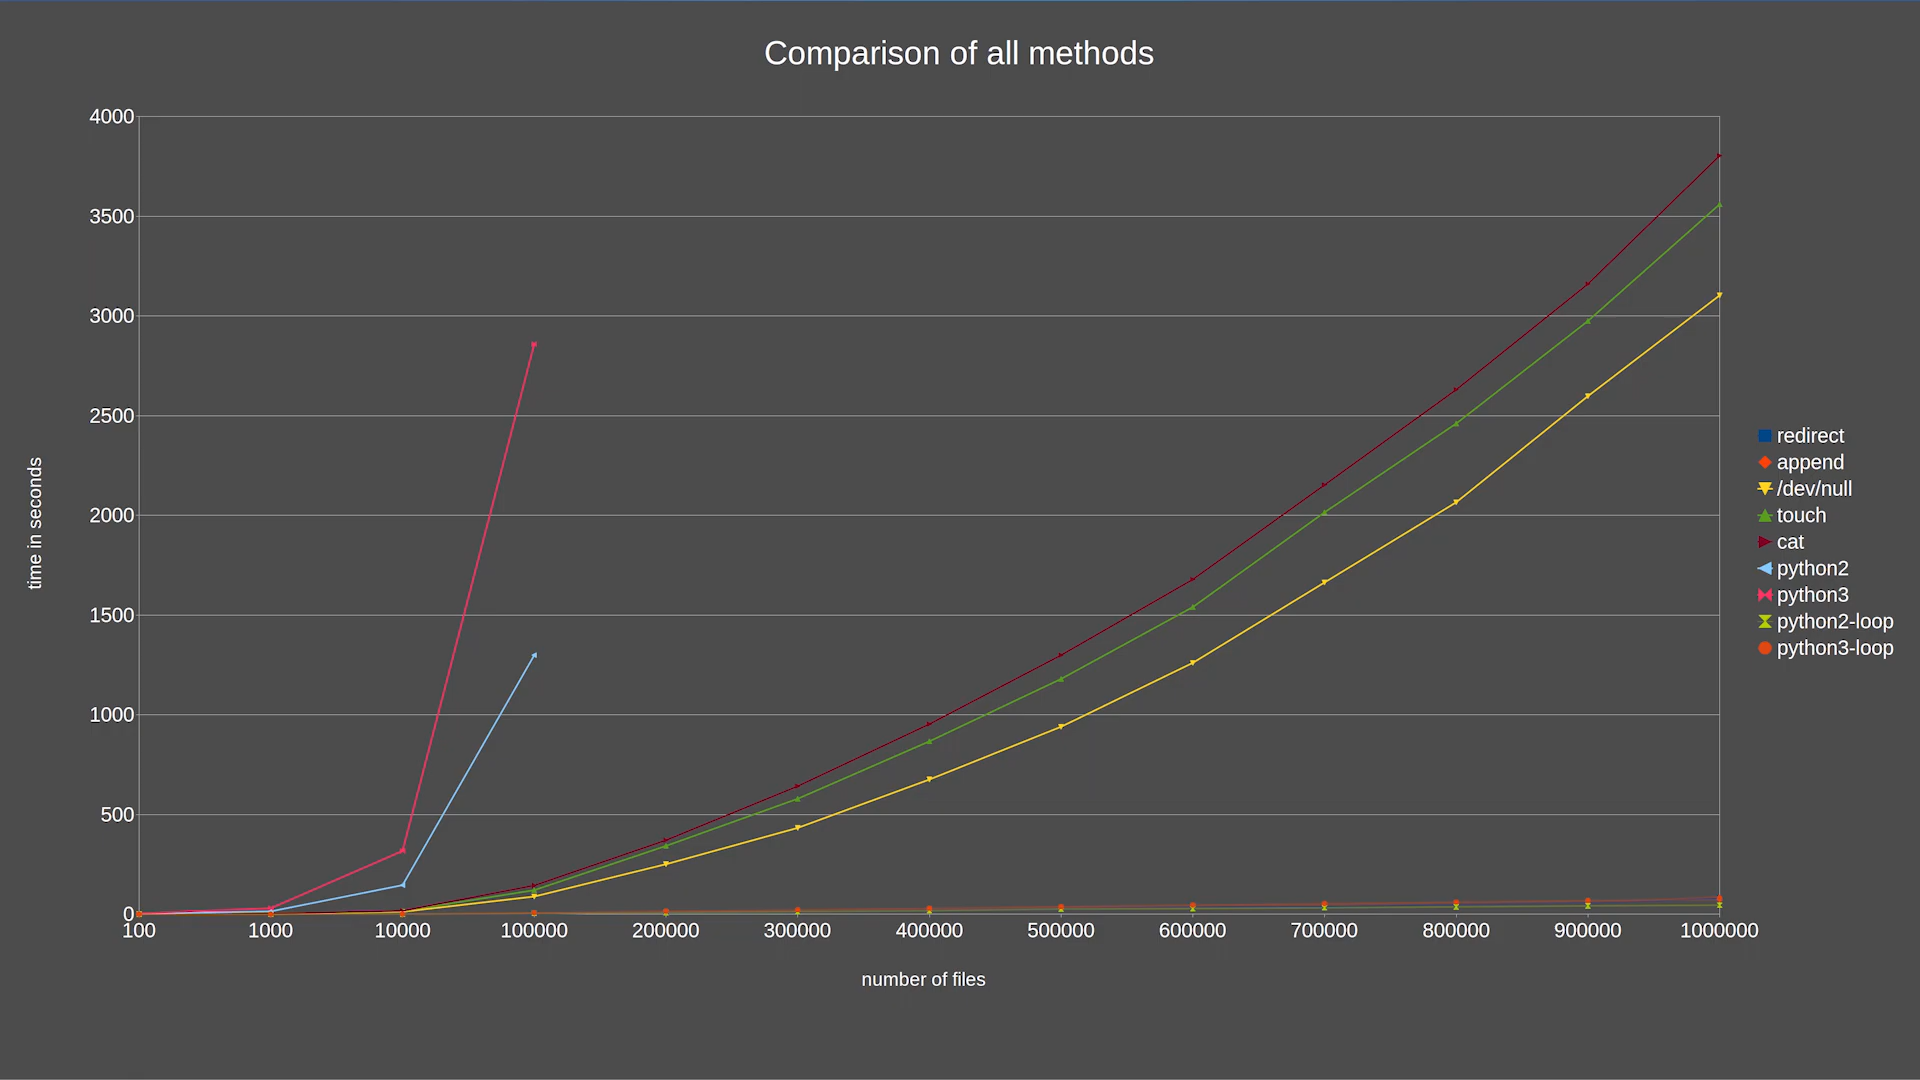 Comparison of all methods
4000
3500
3000
2500
2000
1500
1000
500
0
time in seconds
100 1000 10000 100000 200000 300000 400000 500000 600000 700000 800000 900000 1000000
number of files
redirect
append
/dev/null
touch
cat
python2
python3
python2-loop
python3-loop